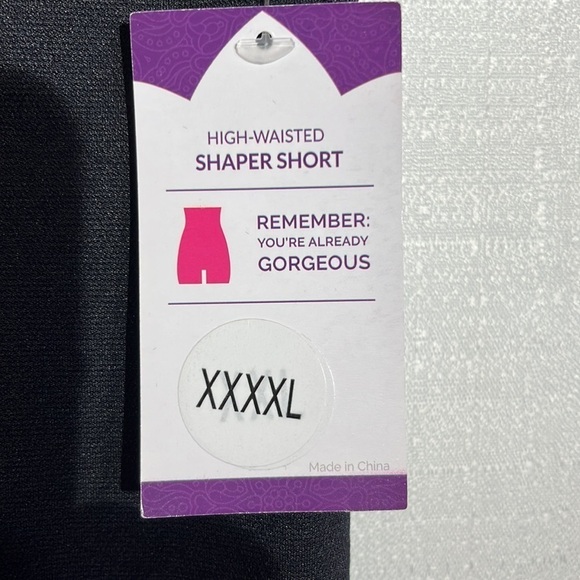 HIGH-WAISTED
SHAPER SHORT
REMEMBER:
YOU'RE ALREADY
GORGEOUS
XXXXL
Made in China